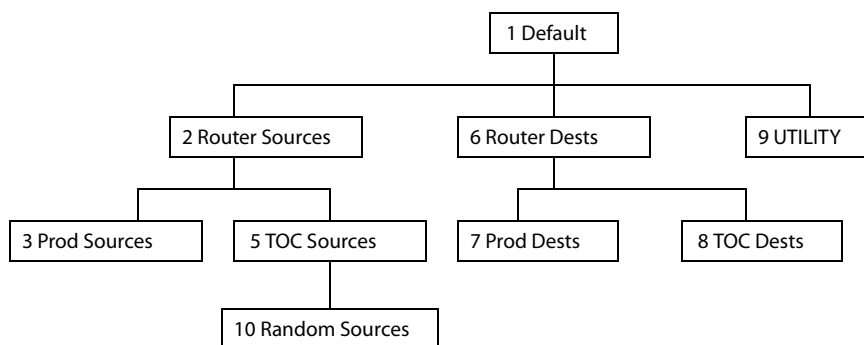 1 Default
2 Router Sources
6 Router Dests
9 UTILITY
3 Prod Sources
5 TOC Sources
7 Prod Dests
8 TOC Dests
10 Random Sources